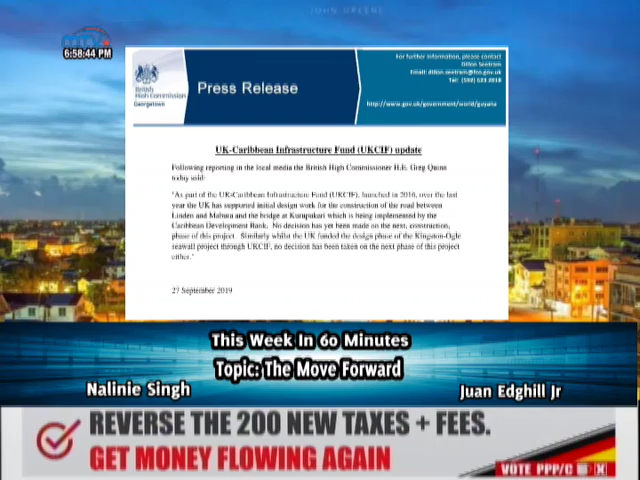 JOHN GREENE
6:58:44 PM
British
High Commission
Georgetown
Press Release
For further information, please contact
Dillon Seetram
Email: dillon.seetram@fco.gov.uk
http://www.gov.uk/government/world/guyana
UK-Caribbean Infrastructure Fund (UKCIF) update
Following reporting in the local media the British High Commissioner H.E. Greg Quinn
today said:
"As part of the UK-Caribbean Infrastructure Fund (UKCIF), launched in 2016, over the last
year the UK has supported initial design work for the construction of the road between
Linden and Mabura and the bridge at Kurupukari which is being implemented by the
Caribbean Development Bank. No decision has yet been made on the next, construction,
phase of this project. Similarly whilst the UK funded the design phase of the Kingston-Ogle
seawall project through UKCIF, no decision has been taken on the next phase of this project
either."
27 September 2019
This Week In 60 Minutes
Topic: The Move Forward
Nalinie Singh
Juan Edghill Jr
REVERSE THE 200 NEW TAXES + FEES.
GET MONEY FLOWING AGAIN
VOTE PPP/C X